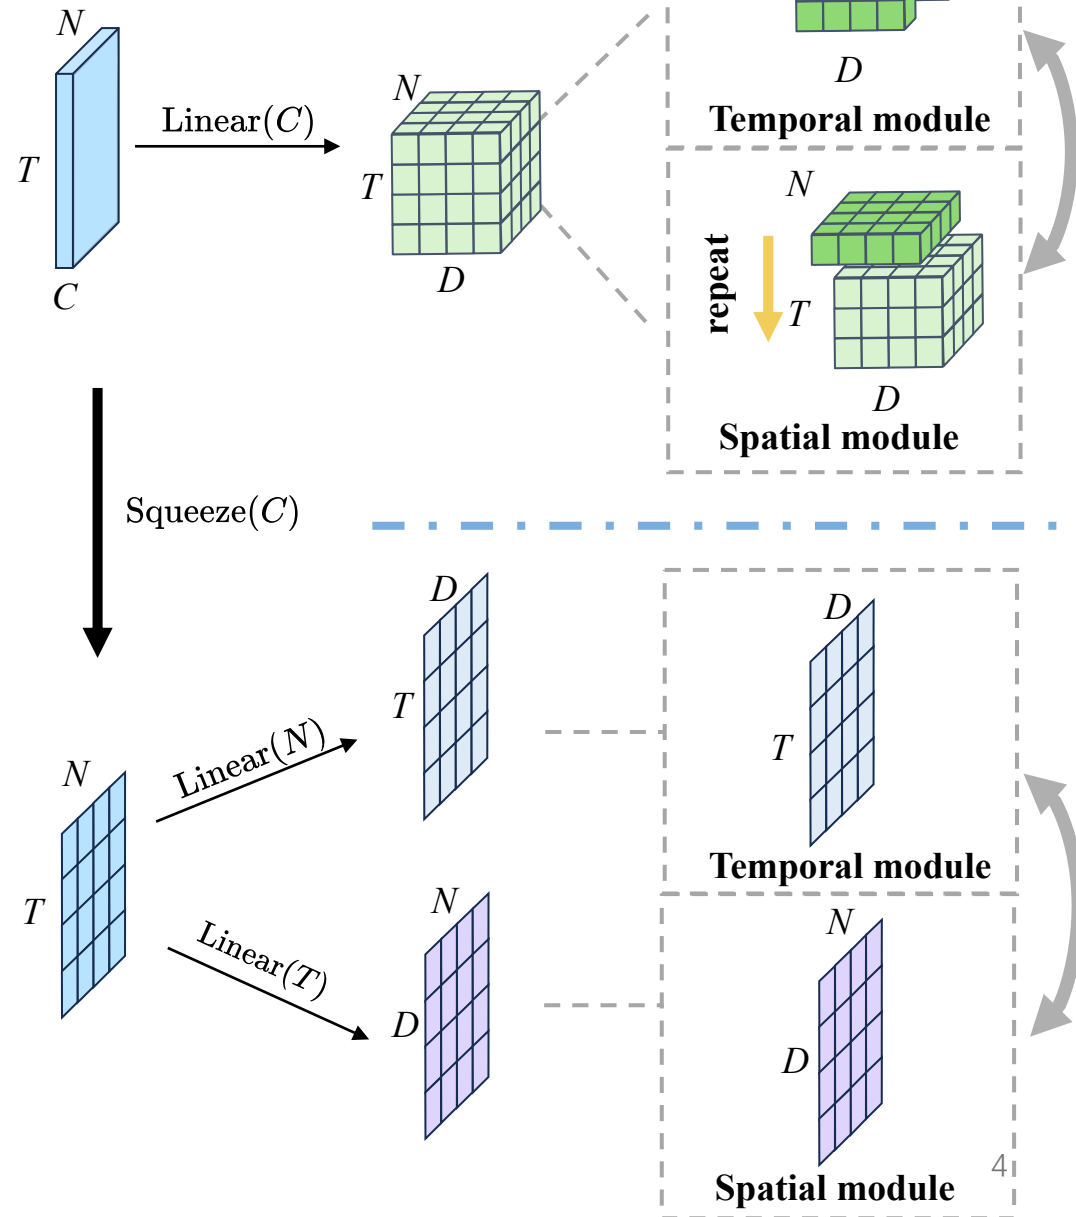 N
T
C
Linear(C)
N
T
D
D
Temporal module
N
repeat
T
D
Spatial module
Squeeze(C)
N
T
Linear(N)
Linear(T)
D
T
N
D
D
T
Temporal module
N
D
Spatial module
4